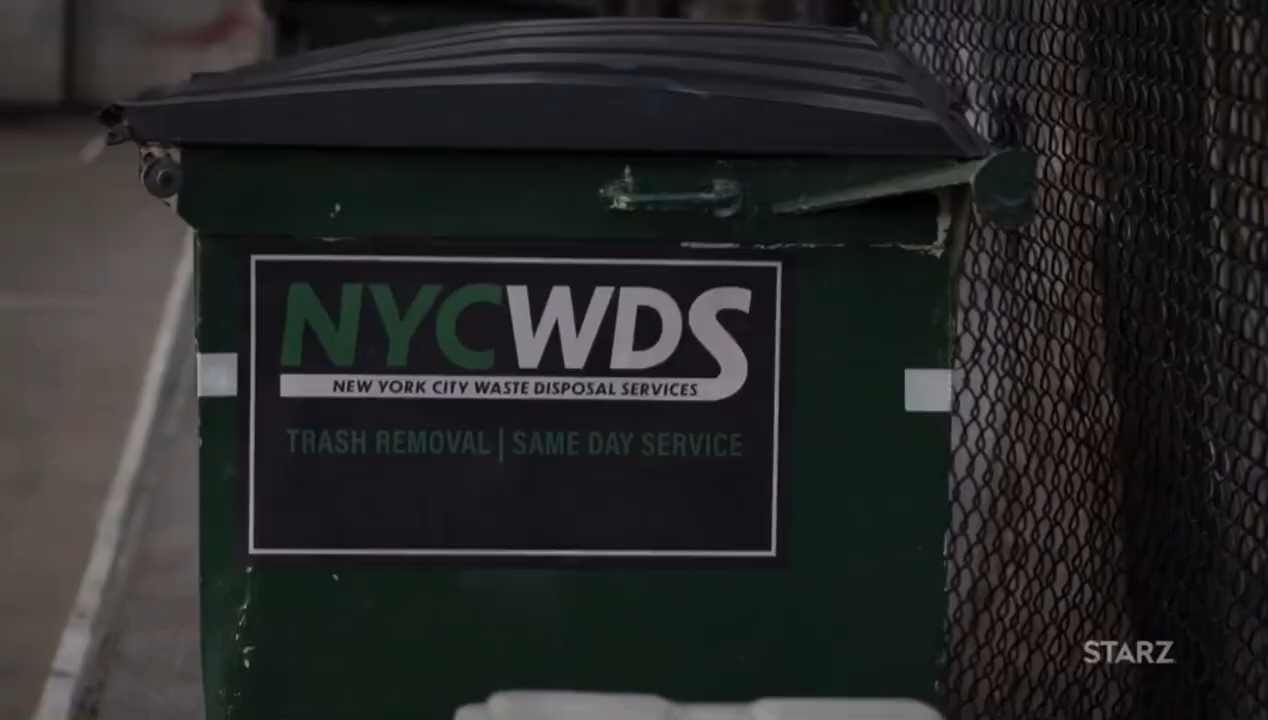 NYCWDS
NEW YORK CITY WASTE DISPOSAL SERVICES
TRASH REMOVAL | SAME DAY SERVICE
STARZ